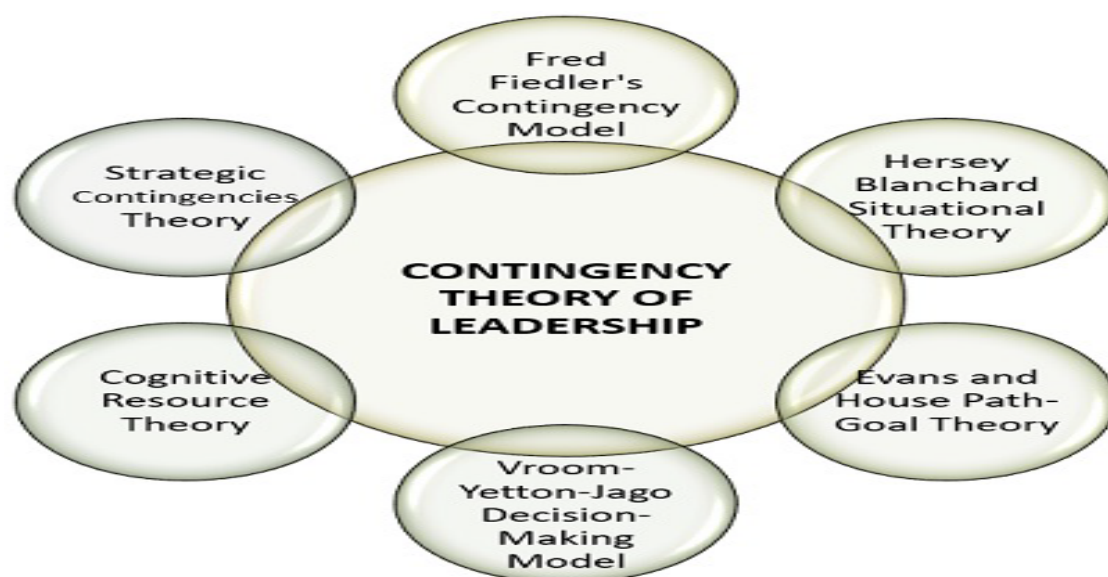 Fred
Fiedler's
Contingency
Model
Hersey
Blanchard
Situational
Theory
Evans and
House Path-
Goal Theory
Vroom-
Yetton-Jago
Decision-
Making
Model
Cognitive
Resource
Theory
Strategic
Contingencies
Theory
CONTINGENCY
THEORY OF
LEADERSHIP